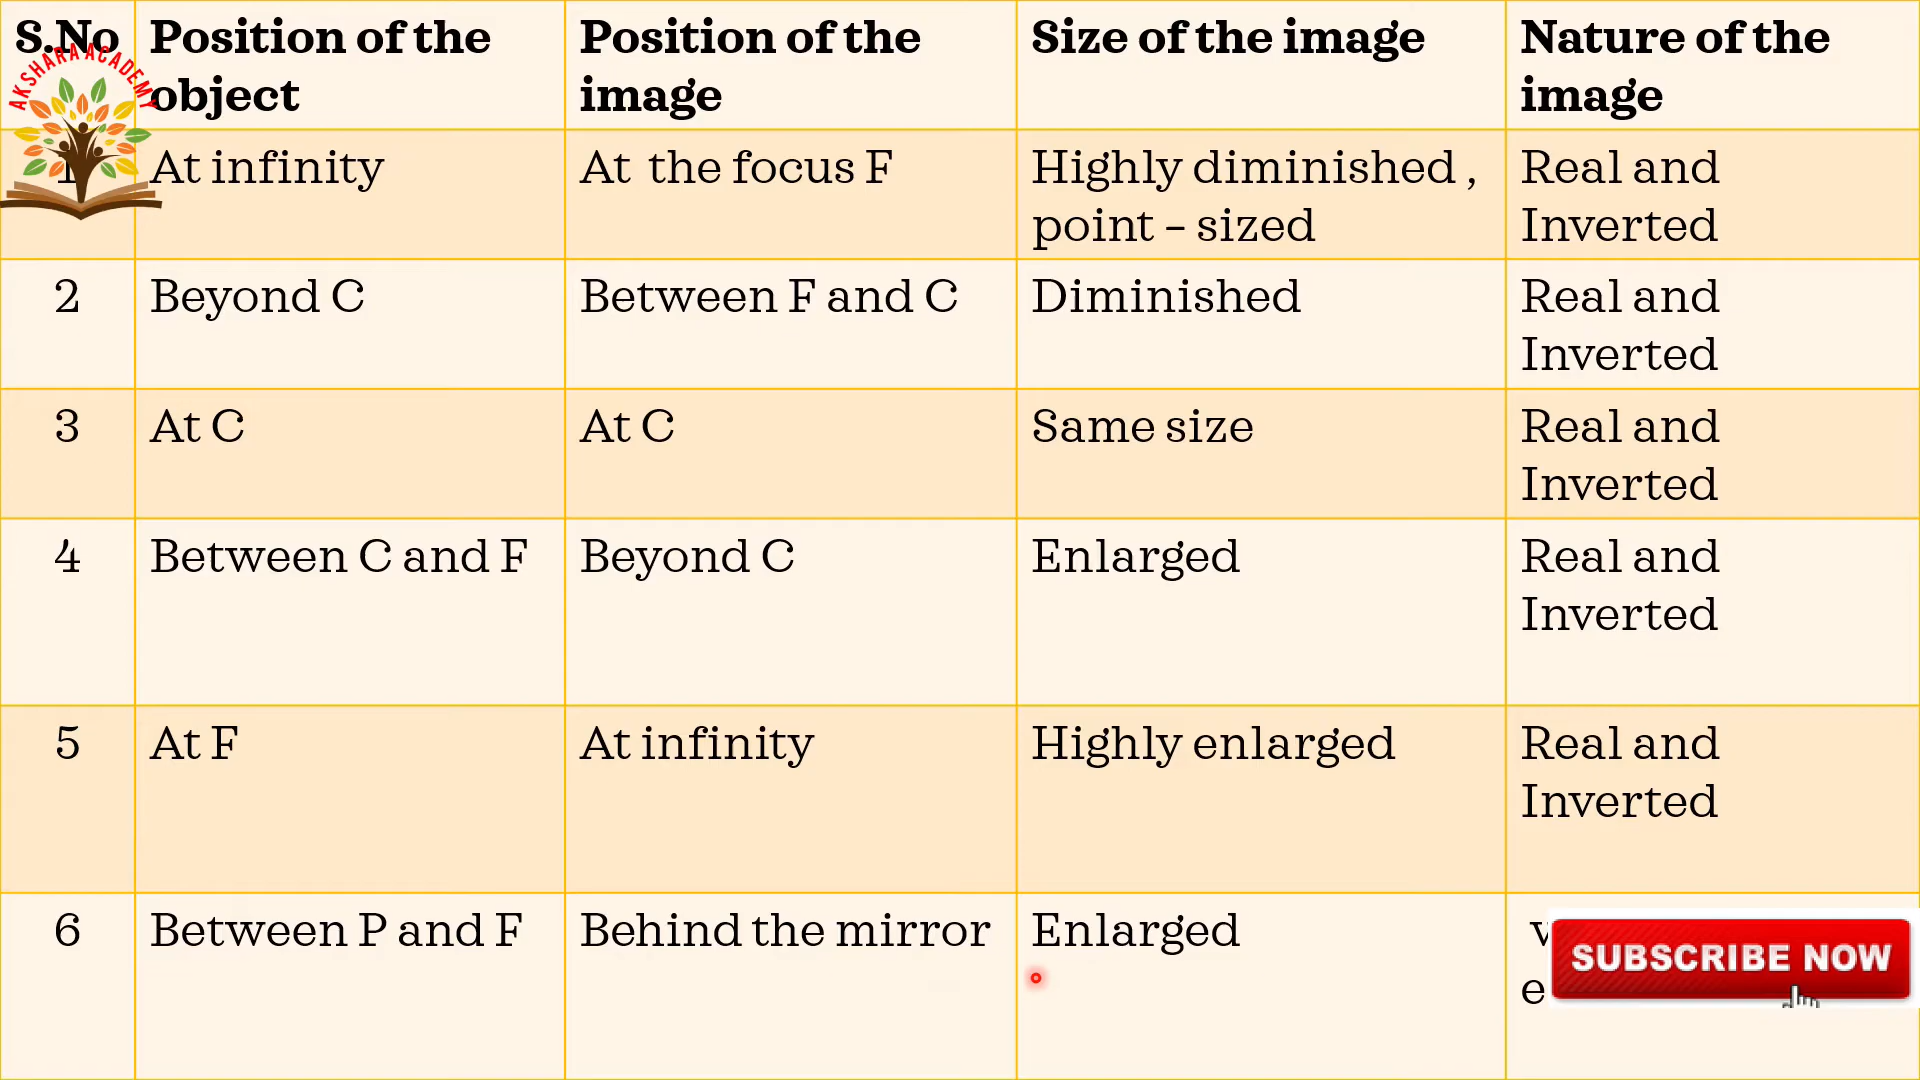 S.No Position of the object Position of the image Size of the image Nature of the image
AKSHARA ACADEMY
1 At infinity At the focus F Highly diminished , point – sized Real and Inverted
2 Beyond C Between F and C Diminished Real and Inverted
3 At C At C Same size Real and Inverted
4 Between C and F Beyond C Enlarged Real and Inverted
5 At F At infinity Highly enlarged Real and Inverted
6 Between P and F Behind the mirror Enlarged
SUBSCRIBE NOW